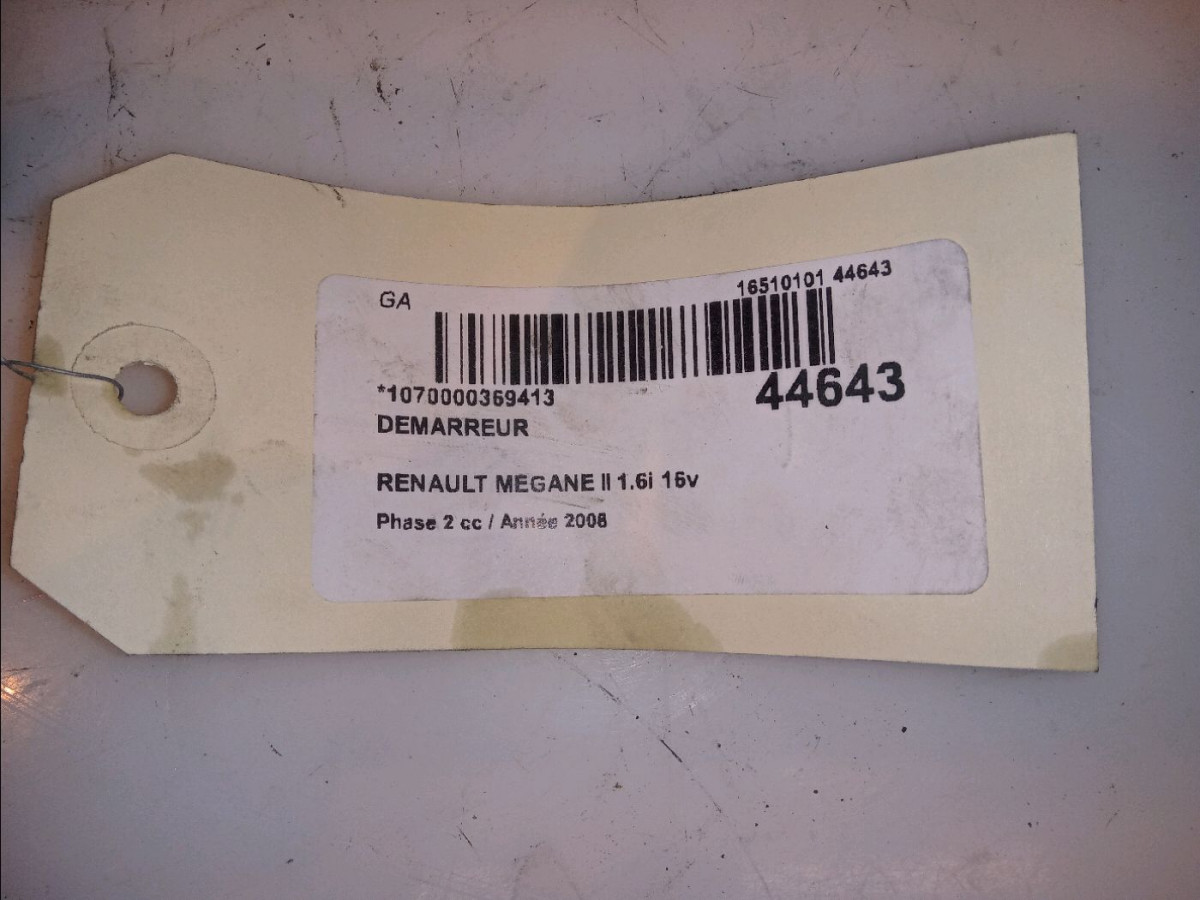 GA
16510101 44643
*1070000369413
44643
DEMARREUR
RENAULT MEGANE II 1.6i 16v
Phase 2 cc / Année 2008